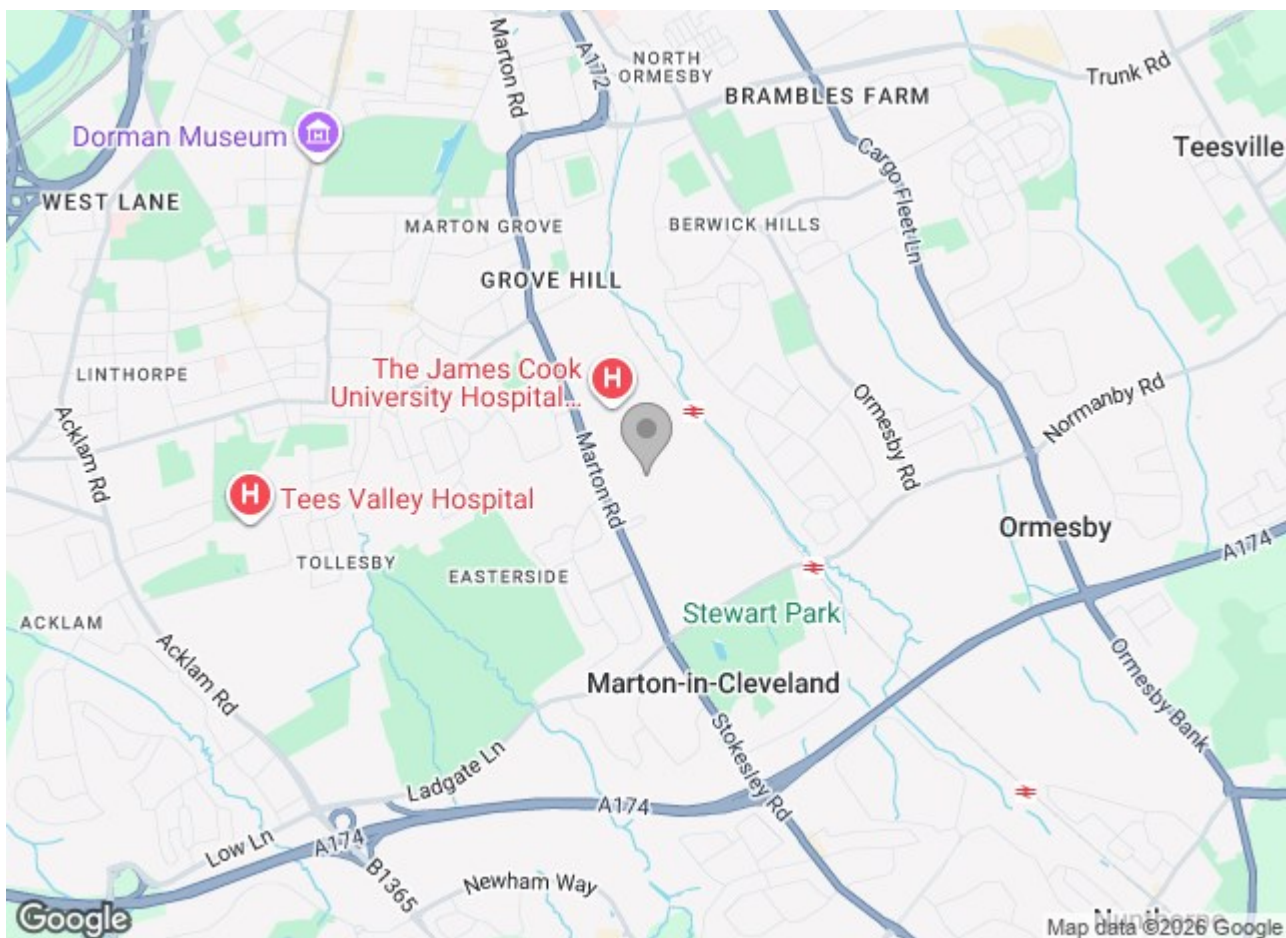 Marton Rd
A172
NORTH
ORMESBY
Trunk Rd
BRAMBLES FARM
Dorman Museum
Teesville
Cargo Fleet Ln
WEST LANE
MARTON GROVE
BERWICK HILLS
GROVE HILL
The James Cook
University Hospital...
H
LINTHORPE
Acklam Rd
Ormesby Rd
Normanby Rd
Marton Rd
H
Tees Valley Hospital
Ormesby
A174
TOLLESBY
EASTERSIDE
Stewart Park
ACKLAM
Acklam Rd
Marton-in-Cleveland
Ormesby Bank
Stokesley Rd
Ladgate Ln
A174
Low Ln
A174
B1365
Newham Way
Nunthorpe
Google
Map data ©2026 Google